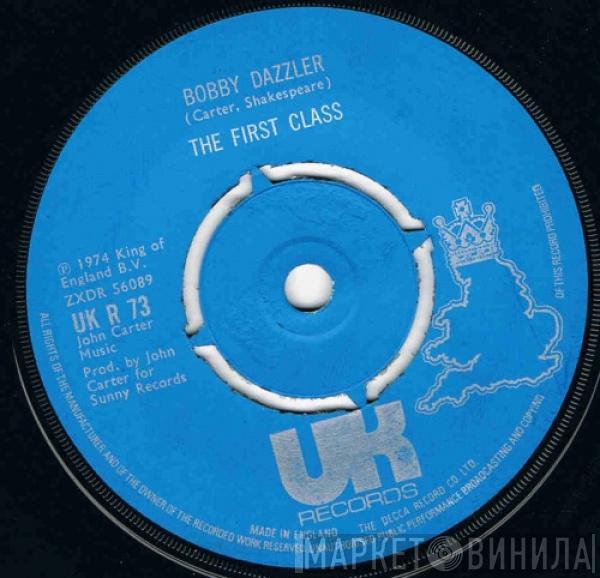 BOBBY DAZZLER
(Carter, Shakespeare)
THE FIRST CLASS
℗ 1974 King of
England B.V.
ZXDR 56089
UK R 73
John Carter
Music
Prod. by John
Carter for
Sunny Records
UK
RECORDS
MADE IN ENGLAND
THE DECCA RECORD CO LTD.
ALL RIGHTS OF THE MANUFACTURER AND OF THE OWNER OF THE RECORDED WORK RESERVED UNAUTHORISED PUBLIC PERFORMANCE BROADCASTING AND COPYING
OF THIS RECORD PROHIBITED
МАРКЕТ ВИНИЛА